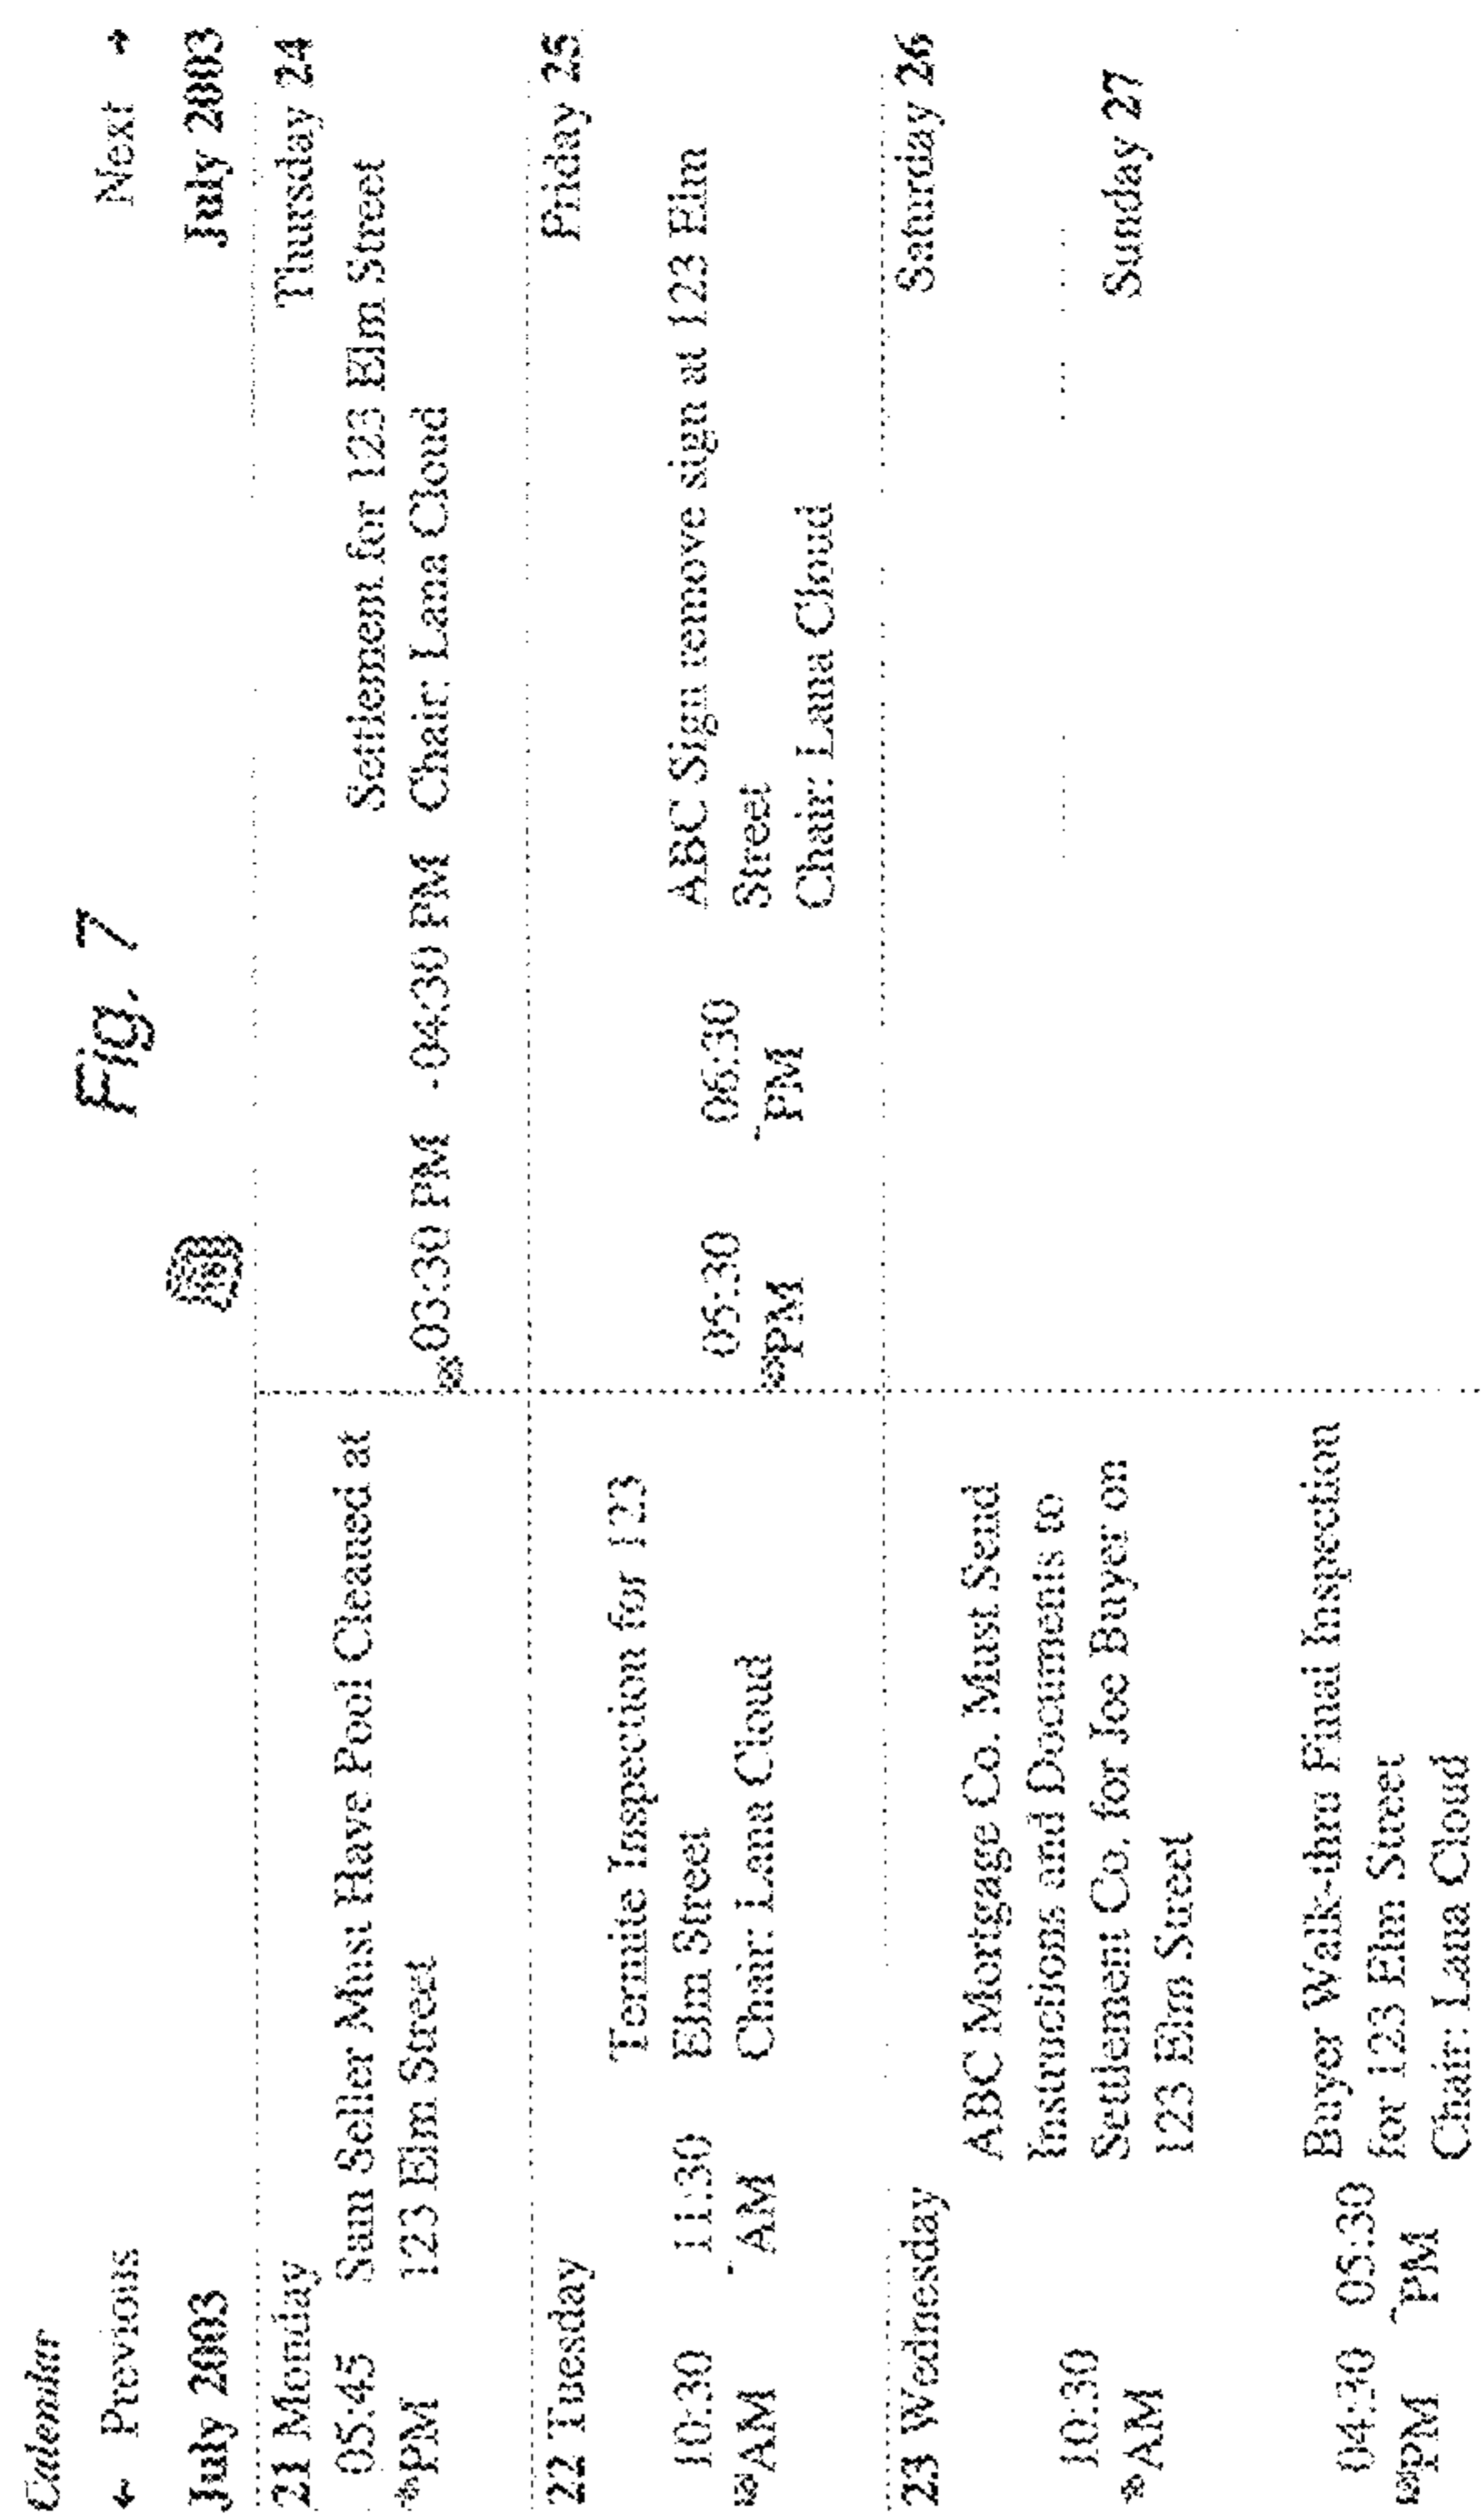 Calendar
Fig. 7
← Previous
Next →
July 2003
July 2003
21 Monday
05:45
PM
Sum Seller Must Have Pool Cleaned at
123 Elm Street
22 Tuesday
10:30
AM
- 11:30
AM
Termite Inspection for 123
Elm Street
Chair: Lana Cloud
23 Wednesday
10:30
AM
ABC Mortgage Co. Must Send
Instructions and Documents to
Settlement Co. for Joe Buyer on
123 Elm Street
04:30
PM
- 05:30
PM
Buyer Walk-thru Final Inspection
for 123 Elm Street
Chair: Lana Cloud
Thursday 24
03:30 PM - 04:30 PM
Settlement for 123 Elm Street
Chair: Lana Cloud
Friday 25
05:30
PM
- 06:30
PM
ABC Sign remove sign at 123 Elm
Street
Chair: Lana Cloud
Saturday 26
Sunday 27